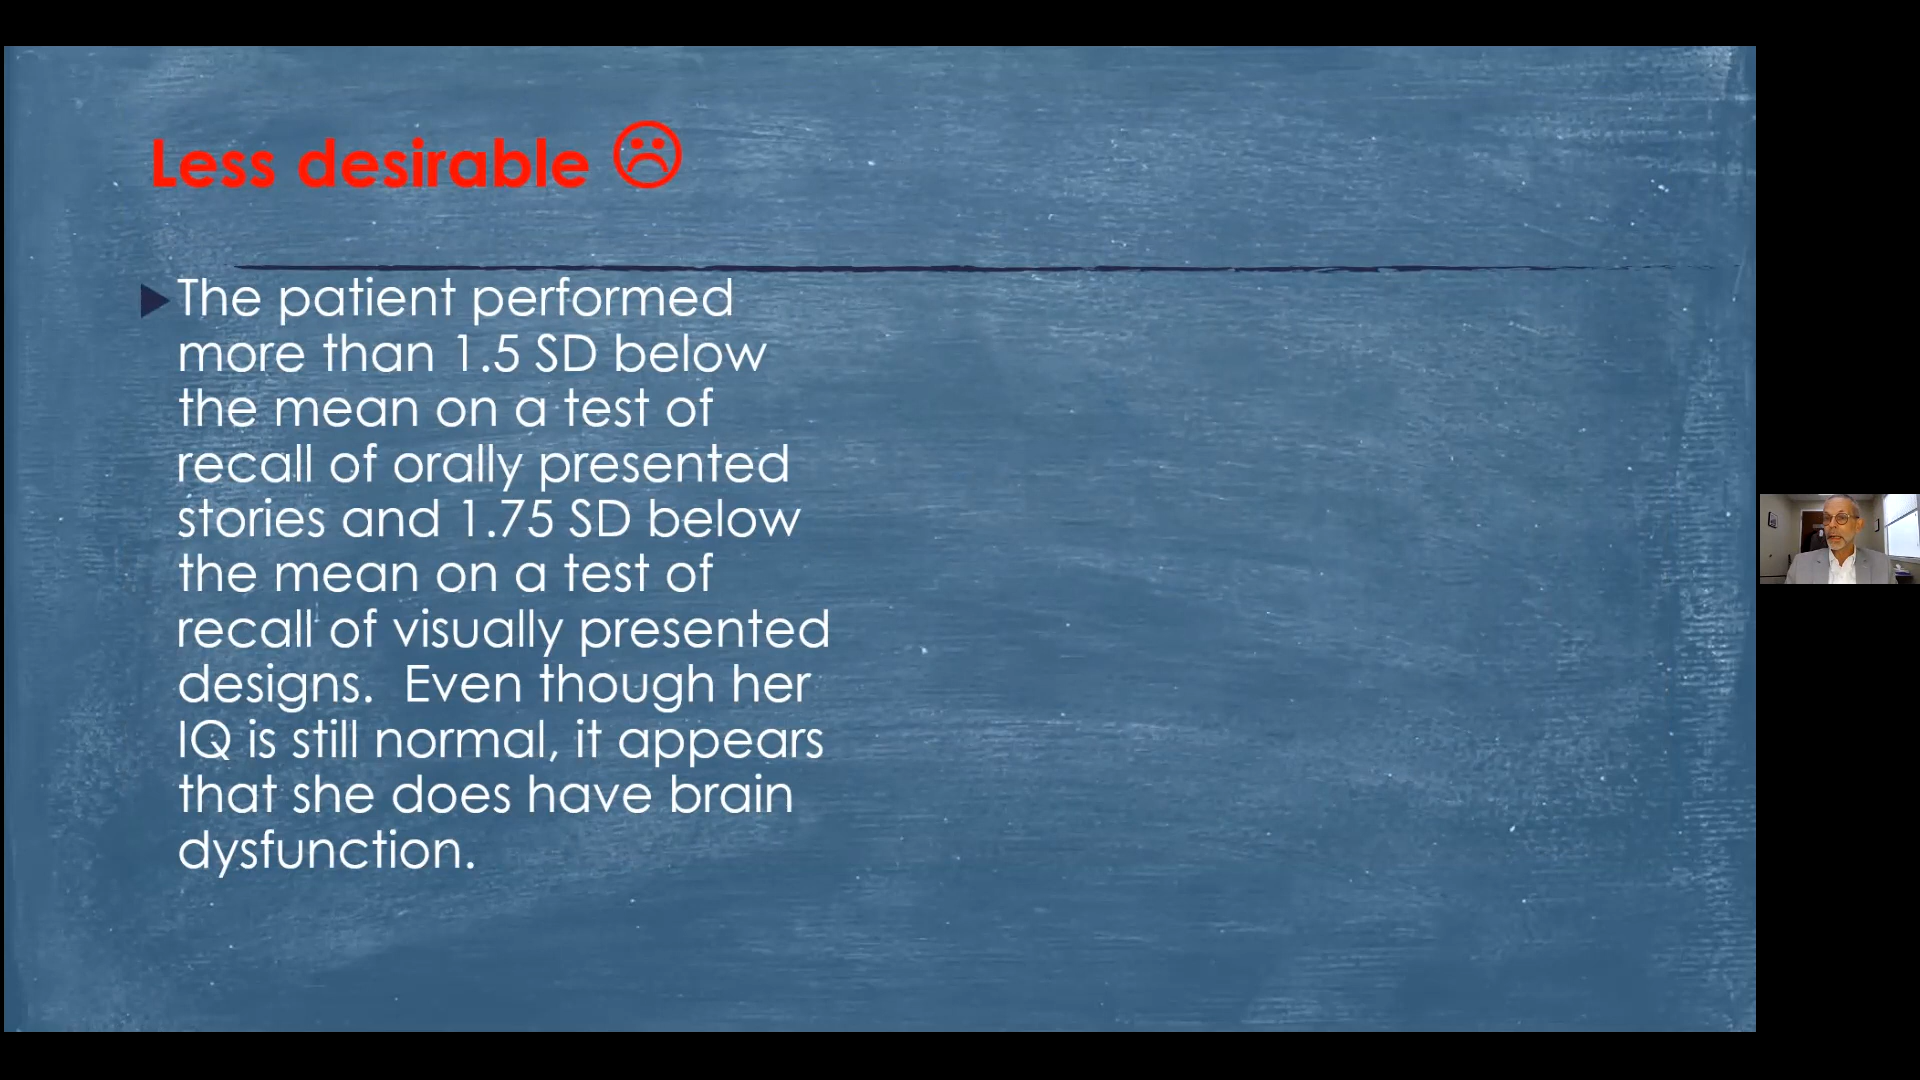 Less desirable ☹
The patient performed
more than 1.5 SD below
the mean on a test of
recall of orally presented
stories and 1.75 SD below
the mean on a test of
recall of visually presented
designs.  Even though her
IQ is still normal, it appears
that she does have brain
dysfunction.